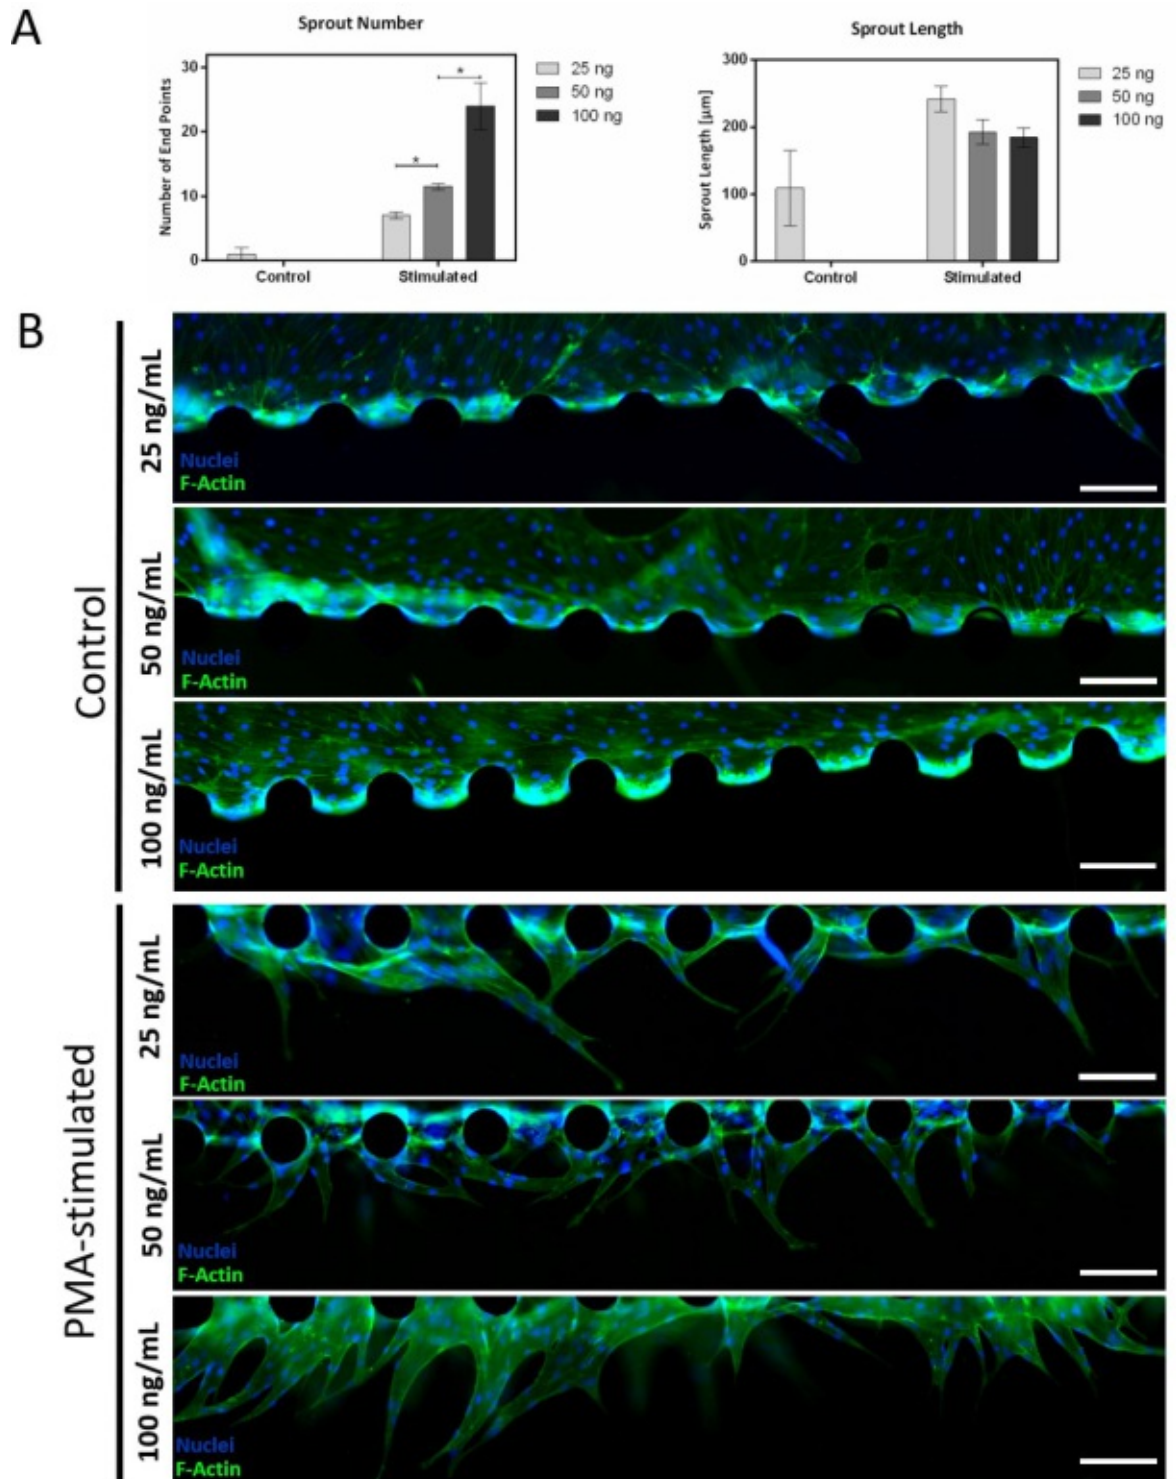 A
Sprout Number
Number of End Points
30
20
10
0
Control
Stimulated
*
*
25 ng
50 ng
100 ng
Sprout Length
Sprout Length [µm]
300
200
100
0
Control
Stimulated
25 ng
50 ng
100 ng
B
Control
25 ng/mL
Nuclei
F-Actin
50 ng/mL
Nuclei
F-Actin
100 ng/mL
Nuclei
F-Actin
PMA-stimulated
25 ng/mL
Nuclei
F-Actin
50 ng/mL
Nuclei
F-Actin
100 ng/mL
Nuclei
F-Actin